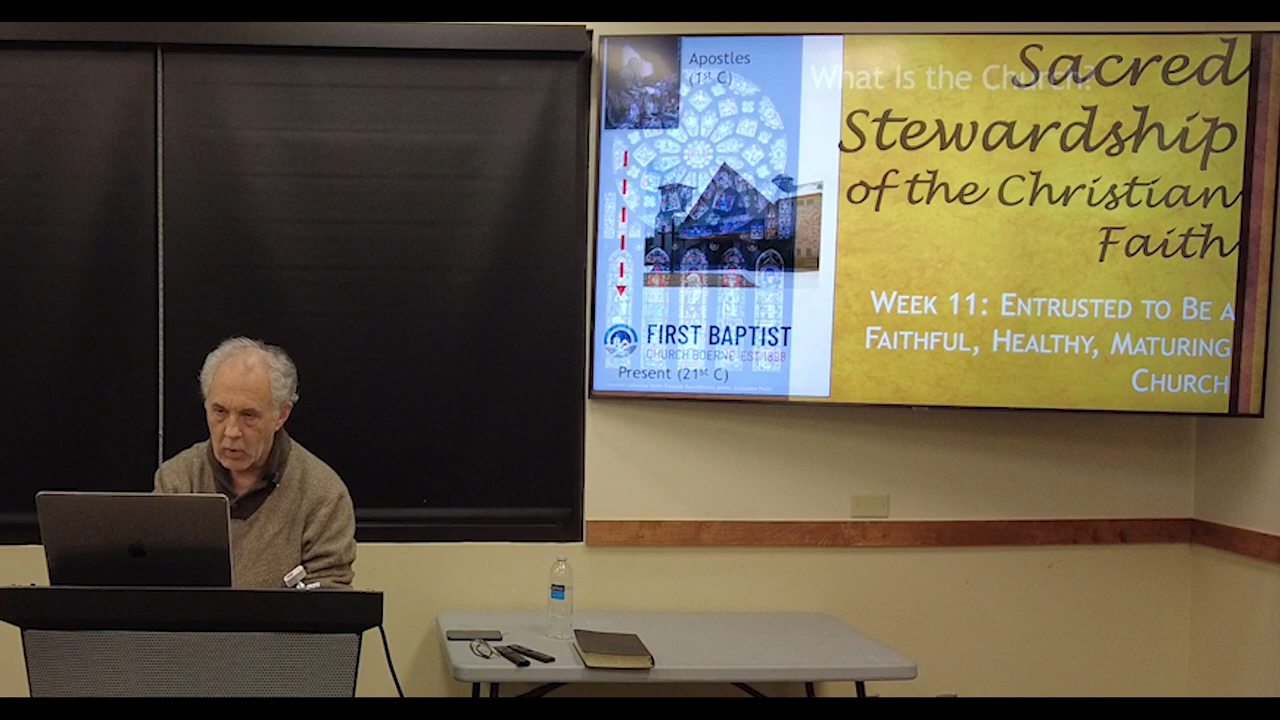 Apostles
(1st C)
What is the Church?
Sacred
Stewardship
of the Christian
Faith
Week 11: Entrusted to Be a
Faithful, Healthy, Maturing
Church
FIRST BAPTIST
CHURCH BOERNE EST. 1898
Present (21st C)